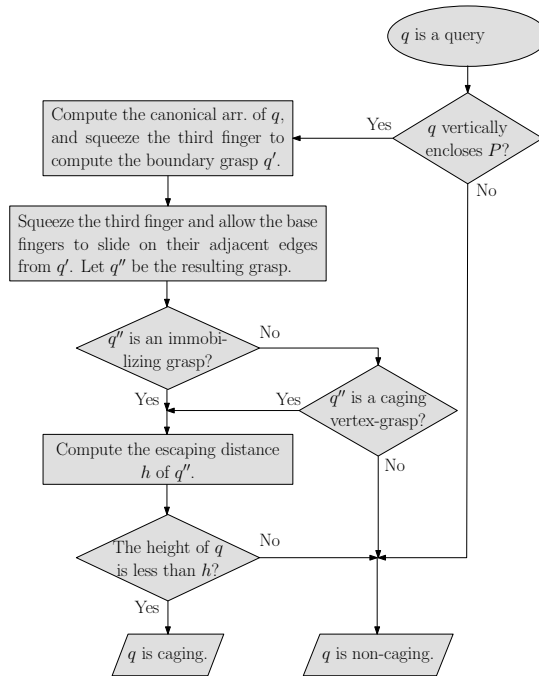 q is a query
q vertically
encloses P?
Yes
No
Compute the canonical arr. of q,
and squeeze the third finger to
compute the boundary grasp q′.
Squeeze the third finger and allow the base
fingers to slide on their adjacent edges
from q′. Let q″ be the resulting grasp.
q″ is an immobi-
lizing grasp?
No
Yes
q″ is a caging
vertex-grasp?
Yes
No
Compute the escaping distance
h of q″.
The height of q
is less than h?
No
Yes
q is caging.
q is non-caging.